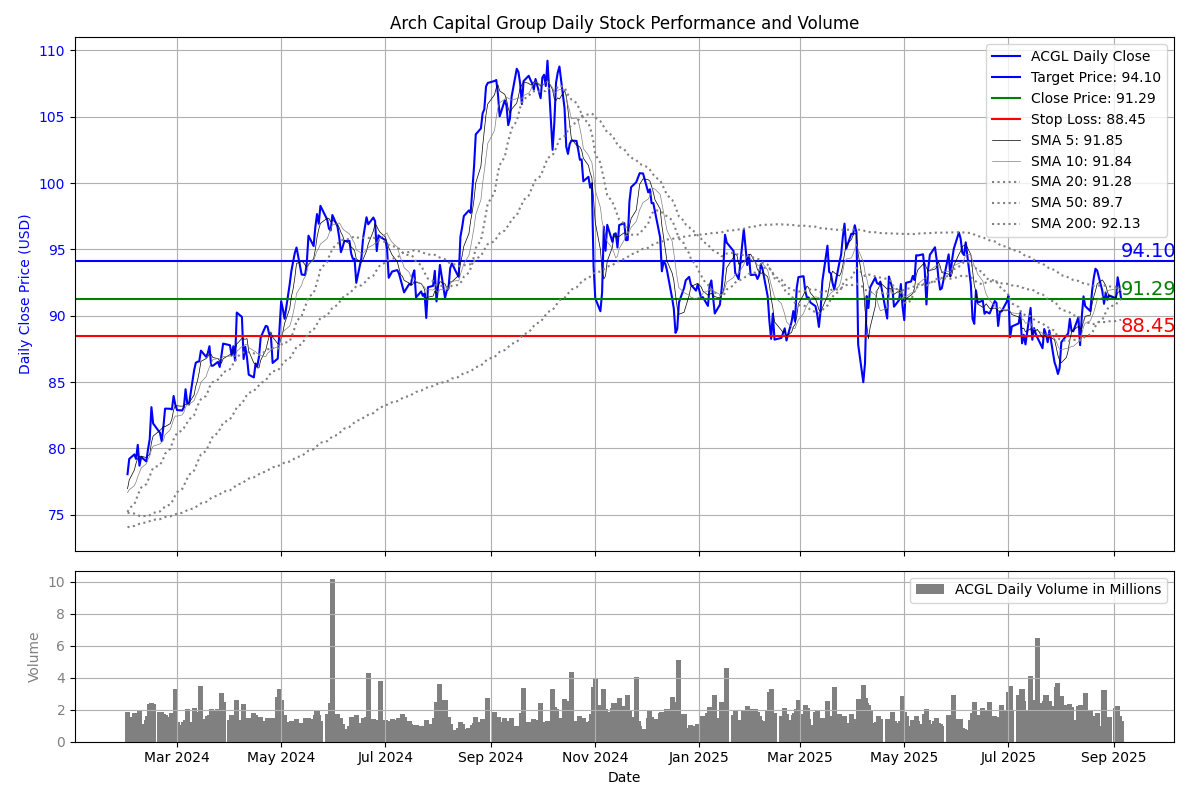 Arch Capital Group Daily Stock Performance and Volume
110
105
100
95
90
85
80
75
Daily Close Price (USD)
ACGL Daily Close
Target Price: 94.10
Close Price: 91.29
Stop Loss: 88.45
SMA 5: 91.85
SMA 10: 91.84
SMA 20: 91.28
SMA 50: 89.7
SMA 200: 92.13
94.10
91.29
88.45
10
8
6
4
2
0
Volume
ACGL Daily Volume in Millions
Mar 2024 May 2024 Jul 2024 Sep 2024 Nov 2024 Jan 2025 Mar 2025 May 2025 Jul 2025 Sep 2025
Date